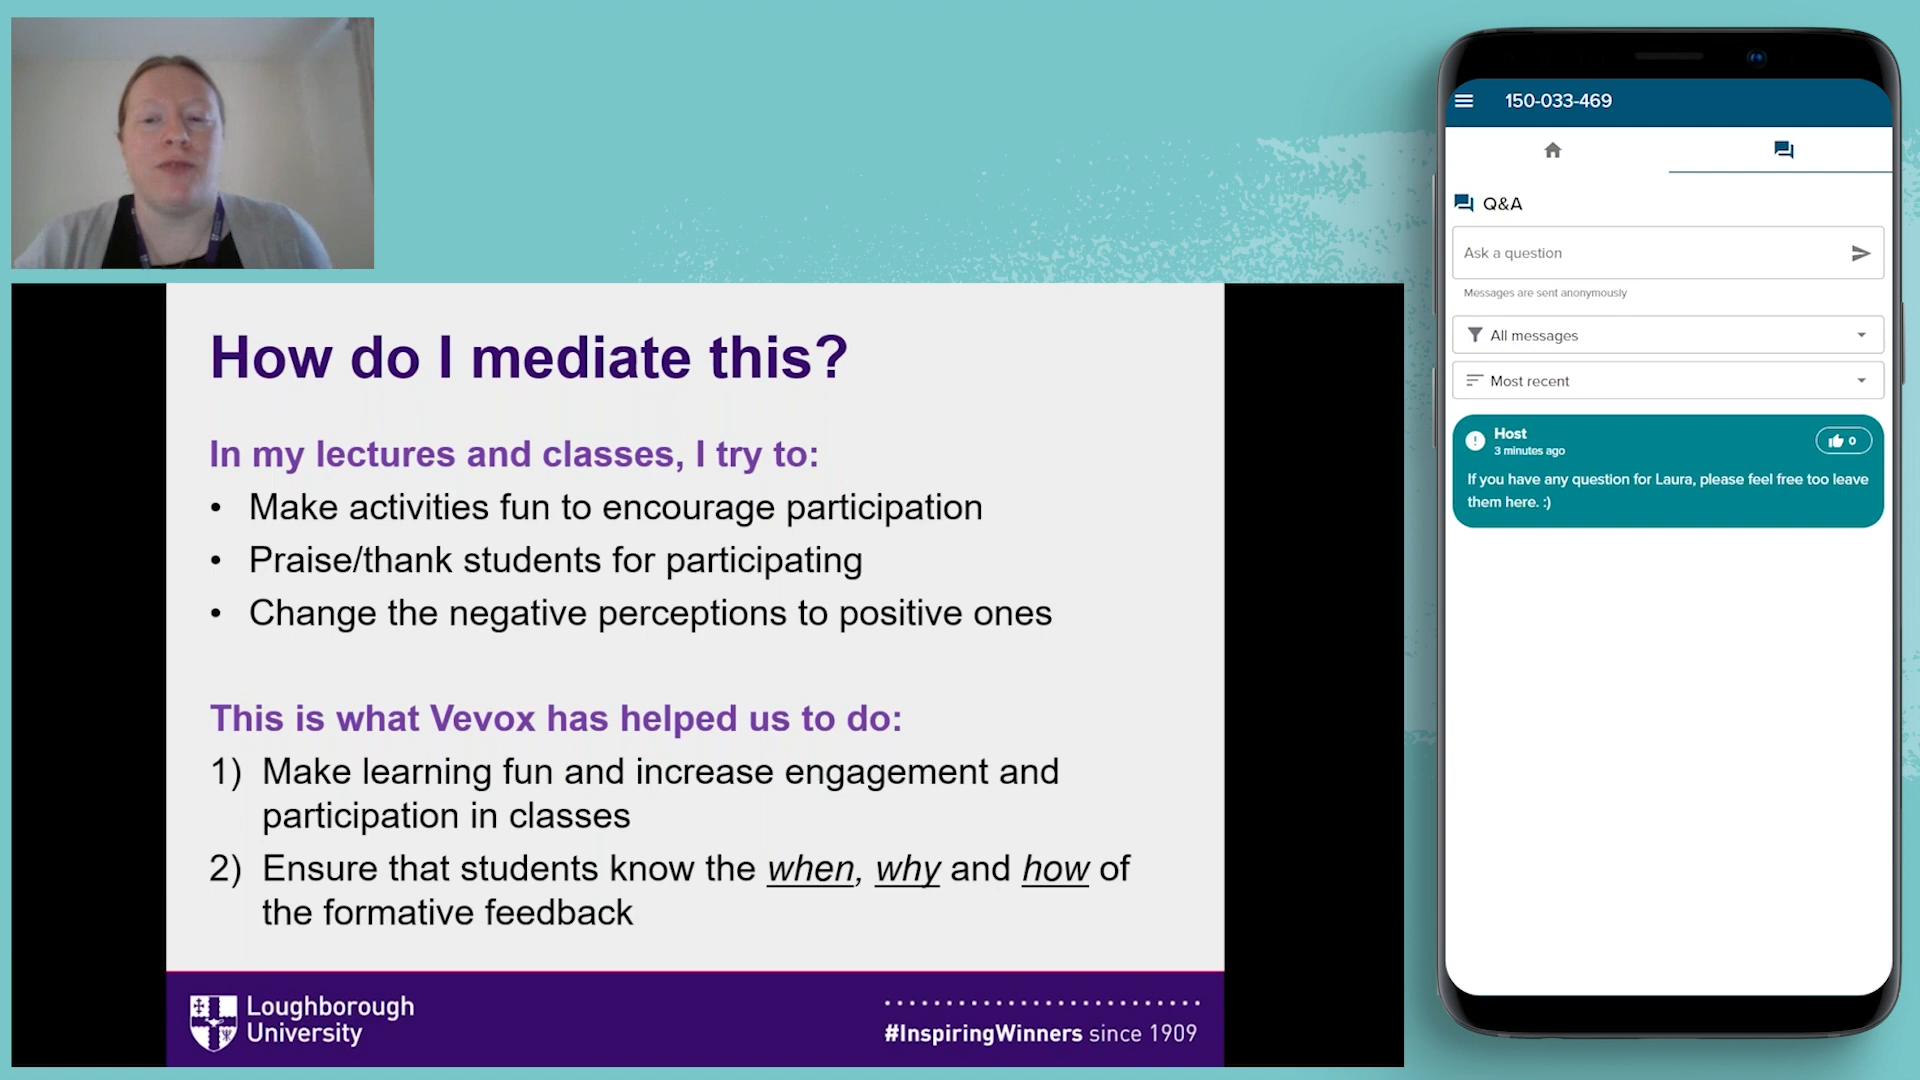 How do I mediate this?
In my lectures and classes, I try to:
• Make activities fun to encourage participation
• Praise/thank students for participating
• Change the negative perceptions to positive ones
This is what Vevox has helped us to do:
1) Make learning fun and increase engagement and
participation in classes
2) Ensure that students know the when, why and how of
the formative feedback
Loughborough
University
#InspiringWinners since 1909
150-033-469
Q&A
Ask a question
Messages are sent anonymously
All messages
Most recent
Host
3 minutes ago
0
If you have any question for Laura, please feel free too leave
them here. :)